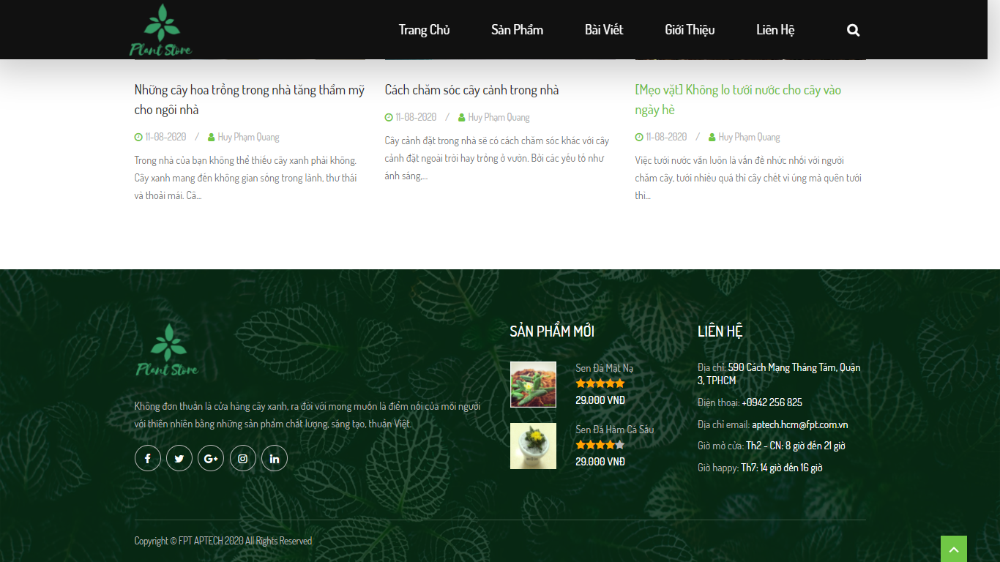 Plant Store
Trang Chủ
Sản Phẩm
Bài Viết
Giới Thiệu
Liên Hệ
Những cây hoa trồng trong nhà tăng thẩm mỹ
cho ngôi nhà
11-08-2020 / Huy Phạm Quang
Trong nhà của bạn không thể thiếu cây xanh phải không.
Cây xanh mang đến không gian sống trong lành, thư thái
và thoải mái. Câ...
Cách chăm sóc cây cảnh trong nhà
11-08-2020 / Huy Phạm Quang
Cây cảnh đặt trong nhà sẽ có cách chăm sóc khác với cây
cảnh đặt ngoài trời hay trồng ở vườn. Bởi các yếu tố như
ánh sáng,...
[Mẹo vặt] Không lo tưới nước cho cây vào
ngày hè
11-08-2020 / Huy Phạm Quang
Việc tưới nước vẫn luôn là vấn đề nhức nhối với người
chăm cây, tưới nhiều quá thì cây chết vì úng mà quên tưới
thì...
Plant Store
Không đơn thuần là cửa hàng cây xanh, ra đời với mong muốn là điểm nối của mỗi người
với thiên nhiên bằng những sản phẩm chất lượng, sáng tạo, thuần Việt.
SẢN PHẨM MỚI
Sen Đá Mặt Nạ
29.000 VNĐ
Sen Đá Hàm Cá Sấu
29.000 VNĐ
LIÊN HỆ
Địa chỉ: 590 Cách Mạng Tháng Tám, Quận
3, TPHCM
Điện thoại: +0942 256 825
Địa chỉ email: aptech.hcm@fpt.com.vn
Giờ mở cửa: Th2 - CN: 8 giờ đến 21 giờ
Giờ happy: Th7: 14 giờ đến 16 giờ
Copyright © FPT APTECH 2020 All Rights Reserved